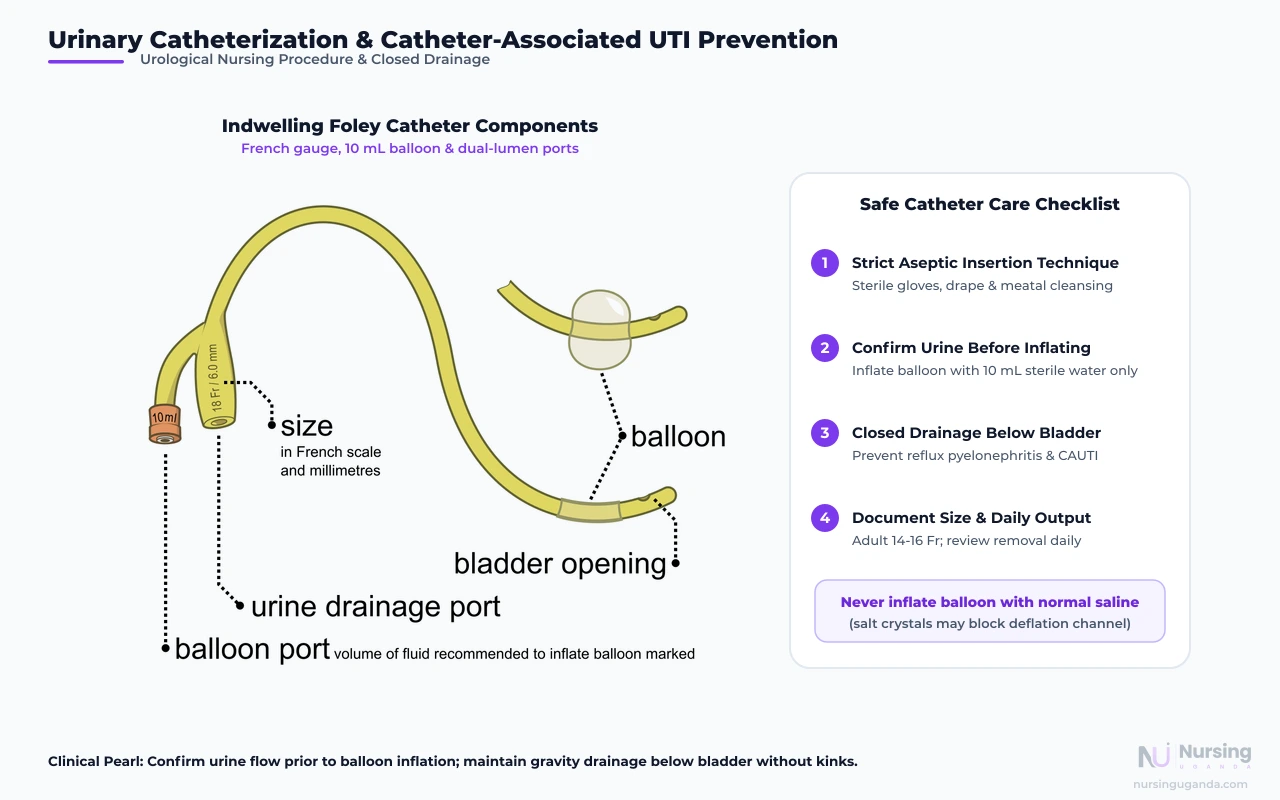 Urinary Catheterization & Catheter-Associated UTI Prevention
Urological Nursing Procedure & Closed Drainage
Indwelling Foley Catheter Components
French gauge, 10 mL balloon & dual-lumen ports
18 Fr / 6.0 mm
10ml
size
in French scale
and millimetres
balloon
bladder opening
urine drainage port
balloon port volume of fluid recommended to inflate balloon marked
Safe Catheter Care Checklist
1 Strict Aseptic Insertion Technique
Sterile gloves, drape & meatal cleansing
2 Confirm Urine Before Inflating
Inflate balloon with 10 mL sterile water only
3 Closed Drainage Below Bladder
Prevent reflux pyelonephritis & CAUTI
4 Document Size & Daily Output
Adult 14-16 Fr; review removal daily
Never inflate balloon with normal saline
(salt crystals may block deflation channel)
Clinical Pearl: Confirm urine flow prior to balloon inflation; maintain gravity drainage below bladder without kinks.
NU Nursing
UGANDA
nursinguganda.com